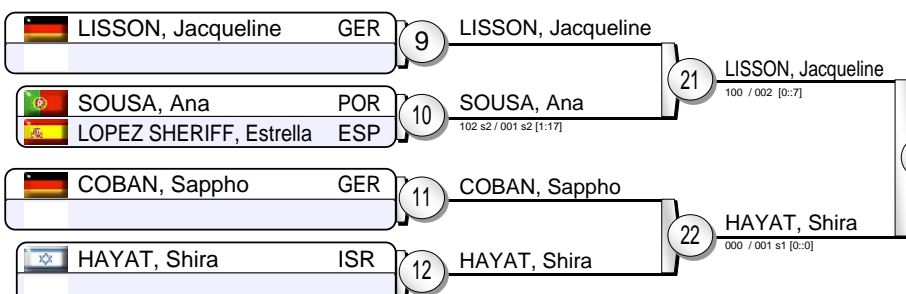 LISSON, Jacqueline GER
9
LISSON, Jacqueline
SOUSA, Ana POR
LOPEZ SHERIFF, Estrella ESP
10
SOUSA, Ana
102 s2 / 001 s2 [1:17]
21
LISSON, Jacqueline
100 / 002 [0::7]
COBAN, Sappho GER
11
COBAN, Sappho
HAYAT, Shira ISR
12
HAYAT, Shira
22
HAYAT, Shira
000 / 001 s1 [0::0]